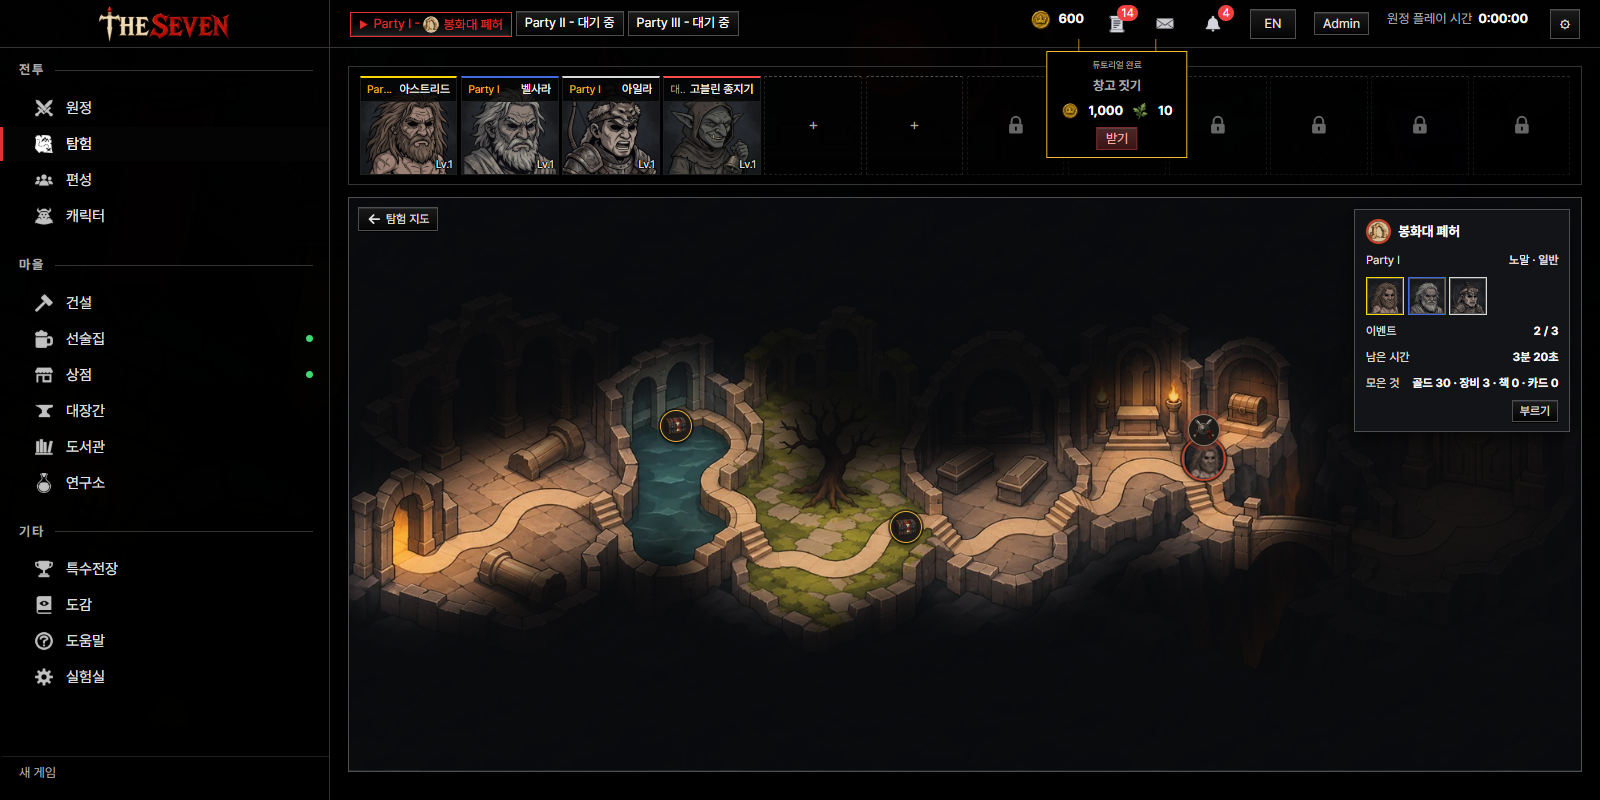 THE SEVEN
전투
원정
탐험
편성
캐릭터
마을
건설
선술집
상점
대장간
도서관
연구소
기타
특수전장
도감
도움말
실험실
새 게임
Party I - 봉화대 폐허
Party II - 대기 중
Party III - 대기 중
600
14
4
EN
Admin
원정 플레이 시간 0:00:00
Par... 아스트리드
Lv.1
Party I 벨사라
Lv.1
Party I 아일라
Lv.1
대.. 고블린 종지기
Lv.1
+
+
튜토리얼 완료
창고 짓기
1,000 10
받기
← 탐험 지도
봉화대 폐허
Party I 노말 · 일반
이벤트 2 / 3
남은 시간 3분 20초
모은 것 골드 30 · 장비 3 · 책 0 · 카드 0
부르기